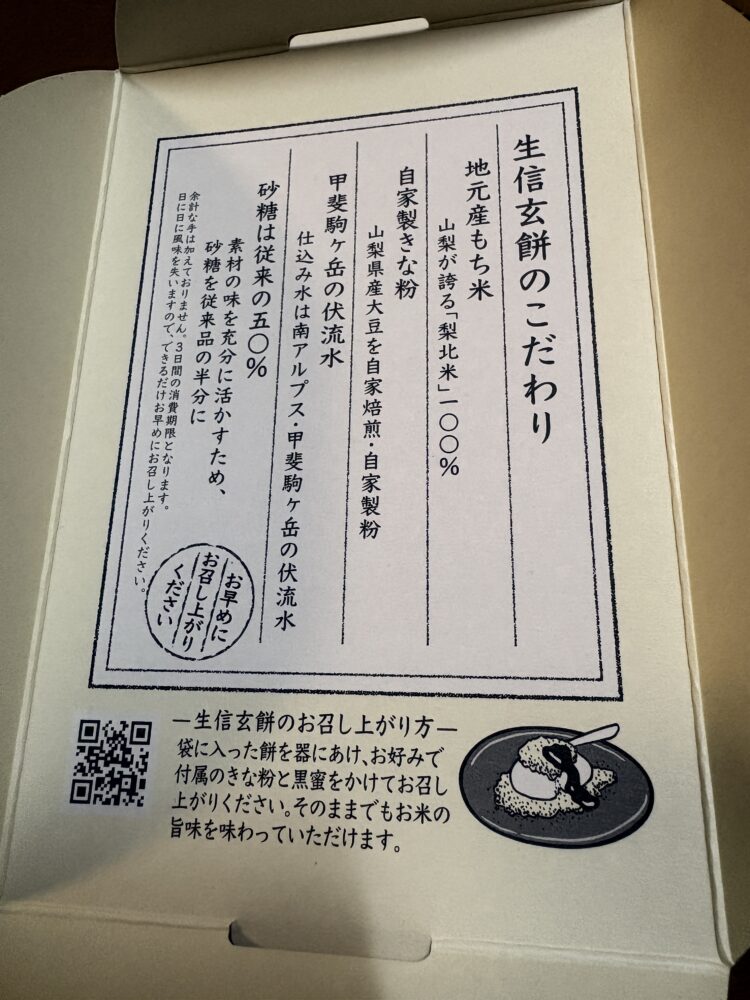 生信玄餅のこだわり
地元産もち米
山梨が誇る「梨北米」一〇〇%
自家製きな粉
山梨県産大豆を自家焙煎・自家製粉
甲斐駒ヶ岳の伏流水
仕込み水は南アルプス・甲斐駒ヶ岳の伏流水
砂糖は従来の五〇%
素材の味を充分に活かすため、
砂糖を従来品の半分に
余計な手は加えておりません。3日間の消費期限となります。
日に日に風味を失いますので、できるだけお早めにお召し上がりください。
お早めに
お召し上がり
ください
―生信玄餅のお召し上がり方―
袋に入った餅を器にあけ、お好みで
付属のきな粉と黒蜜をかけてお召し
上がりください。そのままでもお米の
旨味を味わっていただけます。